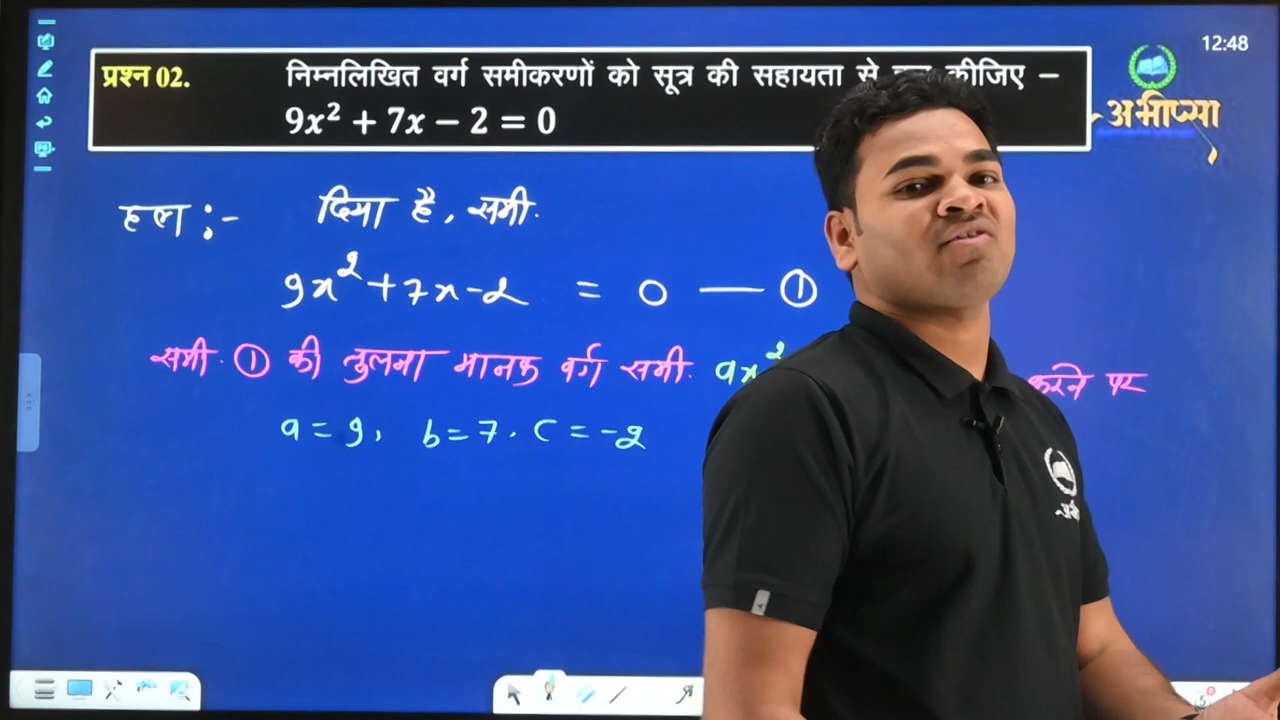 12:48
प्रश्न 02. निम्नलिखित वर्ग समीकरणों को सूत्र की सहायता से कीजिए –
9x² + 7x − 2 = 0
अभीप्सा
हल :- दिया है, समी.
9x² + 7x - 2 = 0 — ①
समी. ① की तुलना मानक वर्ग समी. ax² करने पर
a = 9, b = 7, c = -2